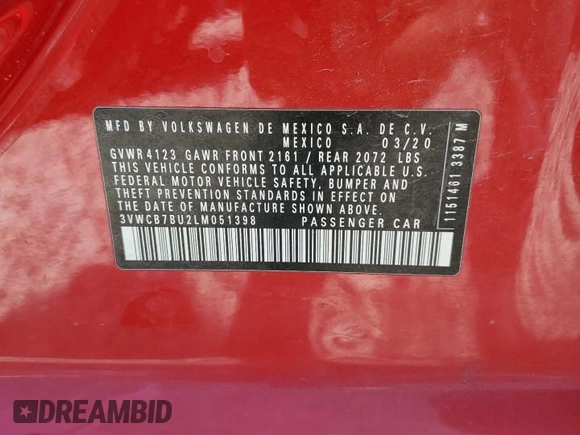 MFD BY VOLKSWAGEN DE MEXICO S.A. DE C.V.
MEXICO 03/20
GVWR 4123 GAWR FRONT 2161 / REAR 2072 LBS
THIS VEHICLE CONFORMS TO ALL APPLICABLE U.S.
FEDERAL MOTOR VEHICLE SAFETY, BUMPER AND
THEFT PREVENTION STANDARDS IN EFFECT ON
THE DATE OF MANUFACTURE SHOWN ABOVE.
3VWCB7BU2LM051398 PASSENGER CAR
1151461 3387 M
DREAMBID